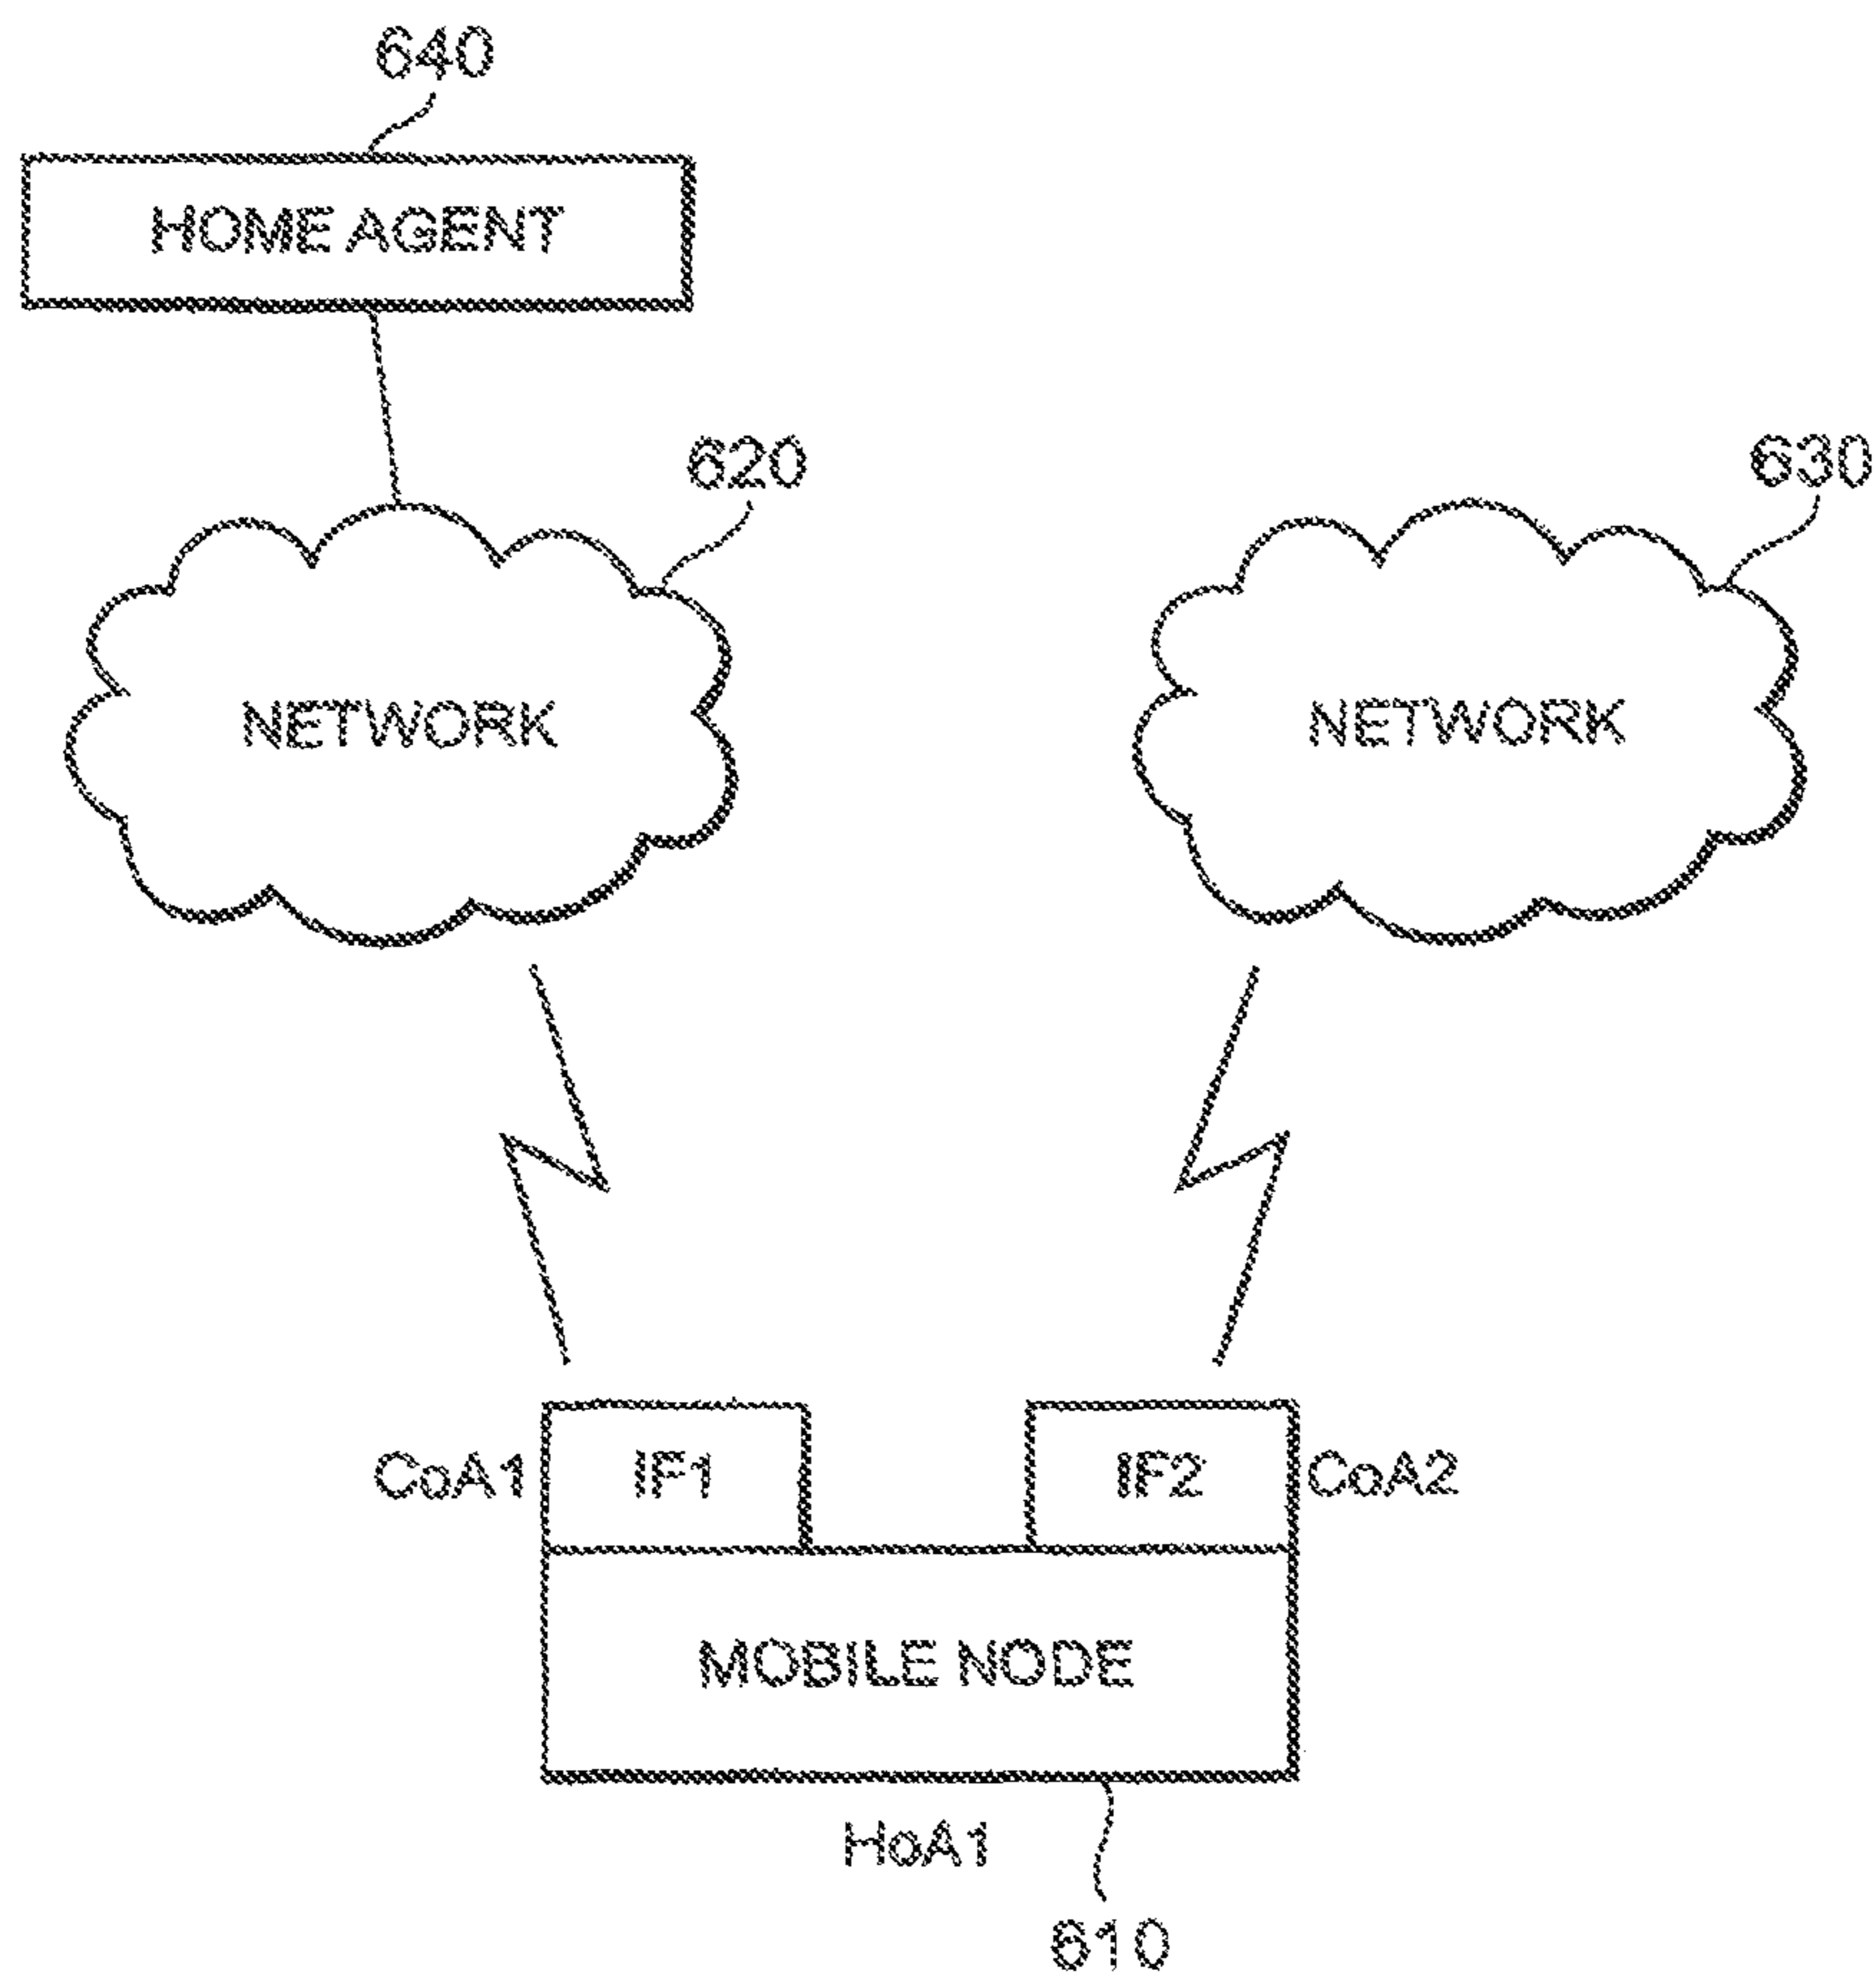 640
HOME AGENT
620
630
NETWORK
NETWORK
CoA1
IF1
IF2
CoA2
MOBILE NODE
HoA1
610